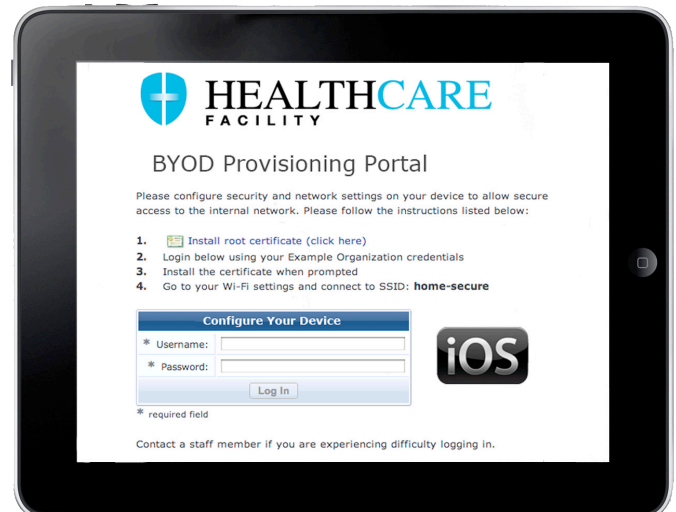 HEALTHCARE
FACILITY
BYOD Provisioning Portal
Please configure security and network settings on your device to allow secure
access to the internal network. Please follow the instructions listed below:
1. Install root certificate (click here)
2. Login below using your Example Organization credentials
3. Install the certificate when prompted
4. Go to your Wi-Fi settings and connect to SSID: home-secure
Configure Your Device
* Username:
* Password:
Log In
iOS
* required field
Contact a staff member if you are experiencing difficulty logging in.